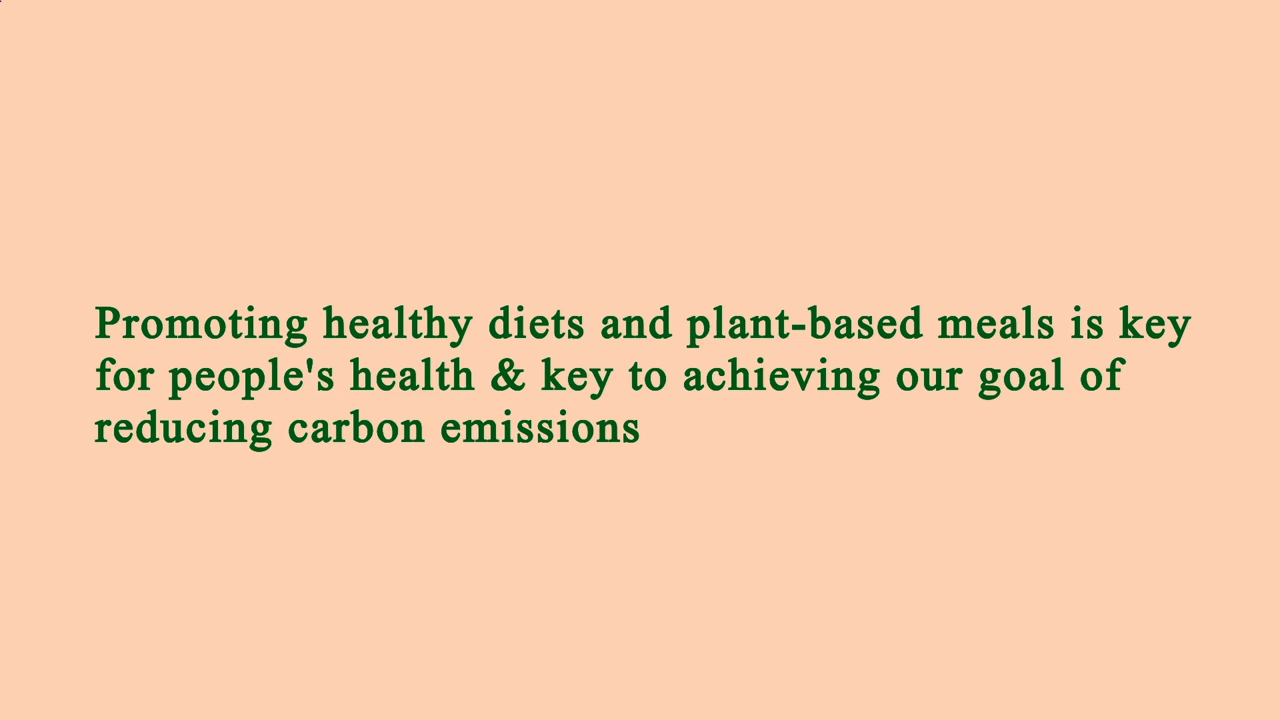 Promoting healthy diets and plant-based meals is key
for people's health & key to achieving our goal of
reducing carbon emissions